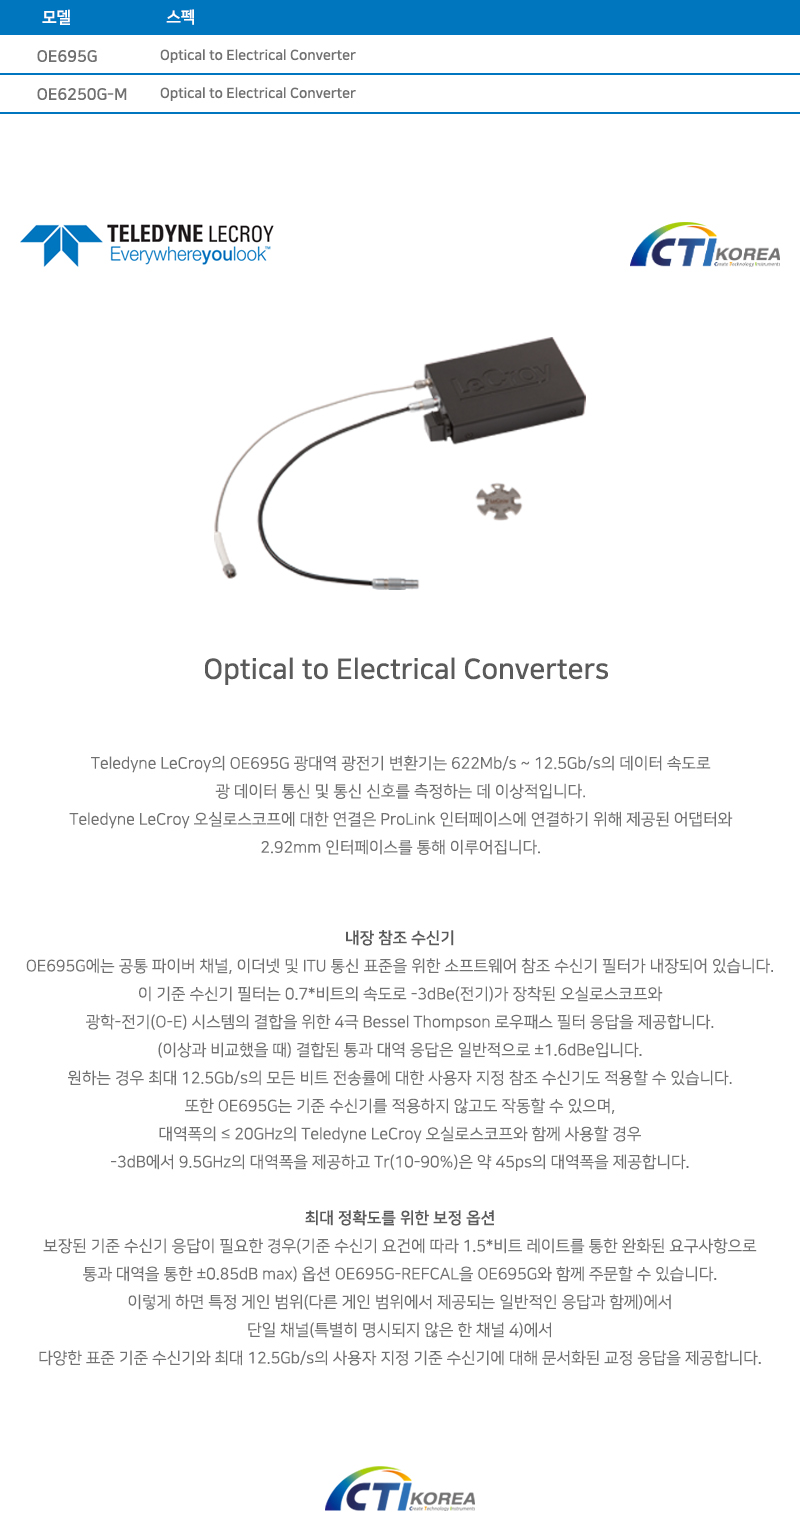 모델 스펙
OE695G Optical to Electrical Converter
OE6250G-M Optical to Electrical Converter
TELEDYNE LECROY
Everywhereyoulook™
CTI KOREA
Create Technology Instruments
LeCroy
Optical to Electrical Converters
Teledyne LeCroy의 OE695G 광대역 광전기 변환기는 622Mb/s ~ 12.5Gb/s의 데이터 속도로
광 데이터 통신 및 통신 신호를 측정하는 데 이상적입니다.
Teledyne LeCroy 오실로스코프에 대한 연결은 ProLink 인터페이스에 연결하기 위해 제공된 어댑터와
2.92mm 인터페이스를 통해 이루어집니다.
내장 참조 수신기
OE695G에는 공통 파이버 채널, 이더넷 및 ITU 통신 표준을 위한 소프트웨어 참조 수신기 필터가 내장되어 있습니다.
이 기준 수신기 필터는 0.7*비트의 속도로 -3dBe(전기)가 장착된 오실로스코프와
광학-전기(O-E) 시스템의 결합을 위한 4극 Bessel Thompson 로우패스 필터 응답을 제공합니다.
(이상과 비교했을 때) 결합된 통과 대역 응답은 일반적으로 ±1.6dBe입니다.
원하는 경우 최대 12.5Gb/s의 모든 비트 전송률에 대한 사용자 지정 참조 수신기도 적용할 수 있습니다.
또한 OE695G는 기준 수신기를 적용하지 않고도 작동할 수 있으며,
대역폭의 ≤ 20GHz의 Teledyne LeCroy 오실로스코프와 함께 사용할 경우
-3dB에서 9.5GHz의 대역폭을 제공하고 Tr(10-90%)은 약 45ps의 대역폭을 제공합니다.
최대 정확도를 위한 보정 옵션
보장된 기준 수신기 응답이 필요한 경우(기준 수신기 요건에 따라 1.5*비트 레이트를 통한 완화된 요구사항으로
통과 대역을 통한 ±0.85dB max) 옵션 OE695G-REFCAL을 OE695G와 함께 주문할 수 있습니다.
이렇게 하면 특정 게인 범위(다른 게인 범위에서 제공되는 일반적인 응답과 함께)에서
단일 채널(특별히 명시되지 않은 한 채널 4)에서
다양한 표준 기준 수신기와 최대 12.5Gb/s의 사용자 지정 기준 수신기에 대해 문서화된 교정 응답을 제공합니다.
CTI KOREA
Create Technology Instruments